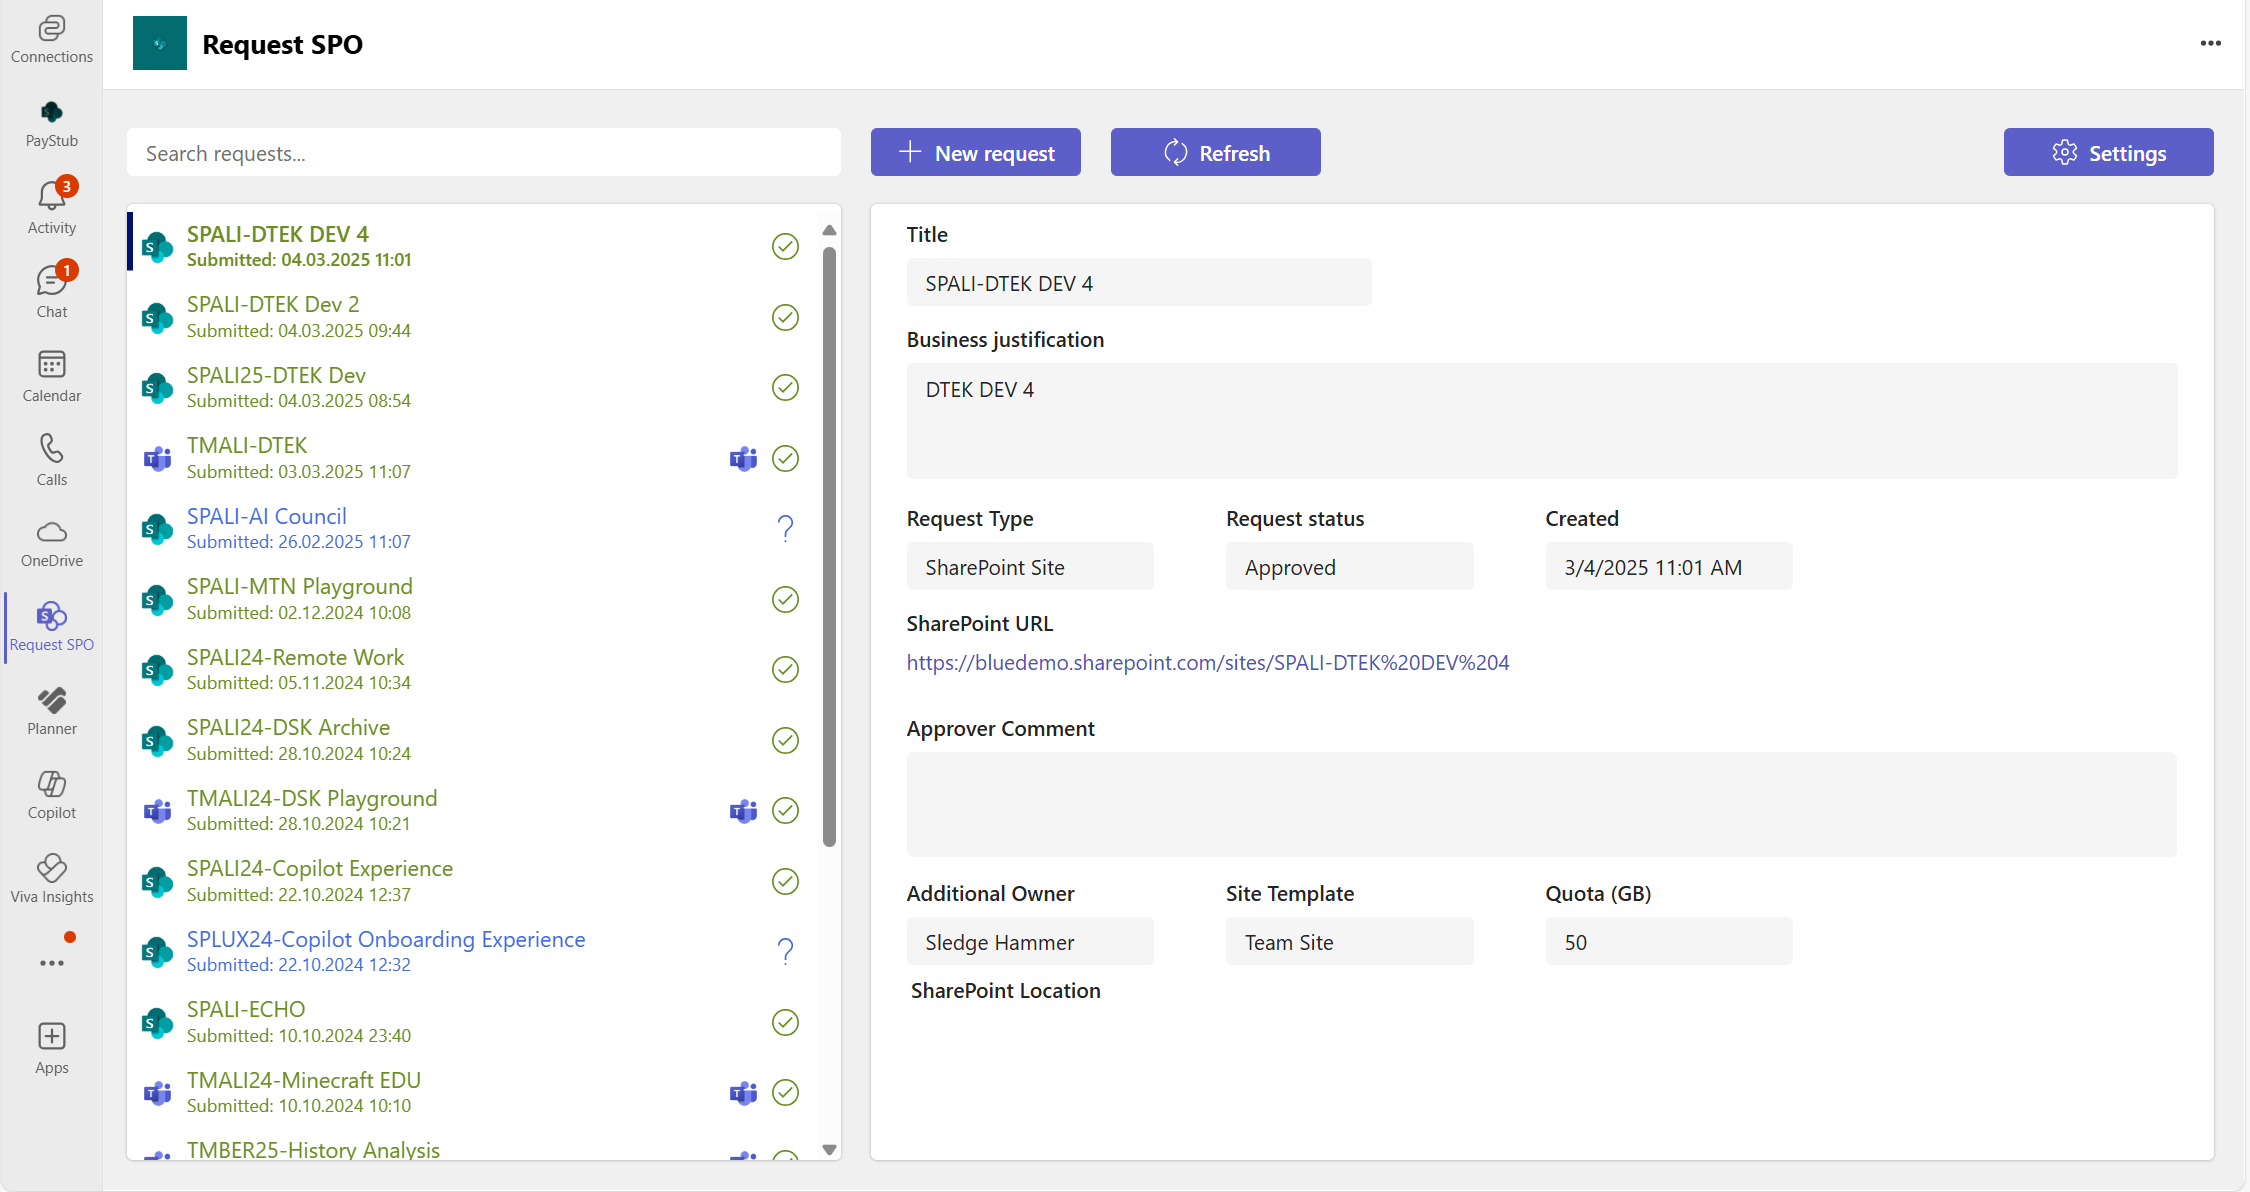 Connections
PayStub
3
Activity
1
Chat
Calendar
Calls
OneDrive
Request SPO
Planner
Copilot
Viva Insights
Apps
Request SPO
Search requests...
New request
Refresh
Settings
SPALI-DTEK DEV 4
Submitted: 04.03.2025 11:01
SPALI-DTEK Dev 2
Submitted: 04.03.2025 09:44
SPALI25-DTEK Dev
Submitted: 04.03.2025 08:54
TMALI-DTEK
Submitted: 03.03.2025 11:07
SPALI-AI Council
Submitted: 26.02.2025 11:07
SPALI-MTN Playground
Submitted: 02.12.2024 10:08
SPALI24-Remote Work
Submitted: 05.11.2024 10:34
SPALI24-DSK Archive
Submitted: 28.10.2024 10:24
TMALI24-DSK Playground
Submitted: 28.10.2024 10:21
SPALI24-Copilot Experience
Submitted: 22.10.2024 12:37
SPLUX24-Copilot Onboarding Experience
Submitted: 22.10.2024 12:32
SPALI-ECHO
Submitted: 10.10.2024 23:40
TMALI24-Minecraft EDU
Submitted: 10.10.2024 10:10
TMBER25-History Analysis
Title
SPALI-DTEK DEV 4
Business justification
DTEK DEV 4
Request Type
Request status
Created
SharePoint Site
Approved
3/4/2025 11:01 AM
SharePoint URL
https://bluedemo.sharepoint.com/sites/SPALI-DTEK%20DEV%204
Approver Comment
Additional Owner
Site Template
Quota (GB)
Sledge Hammer
Team Site
50
SharePoint Location